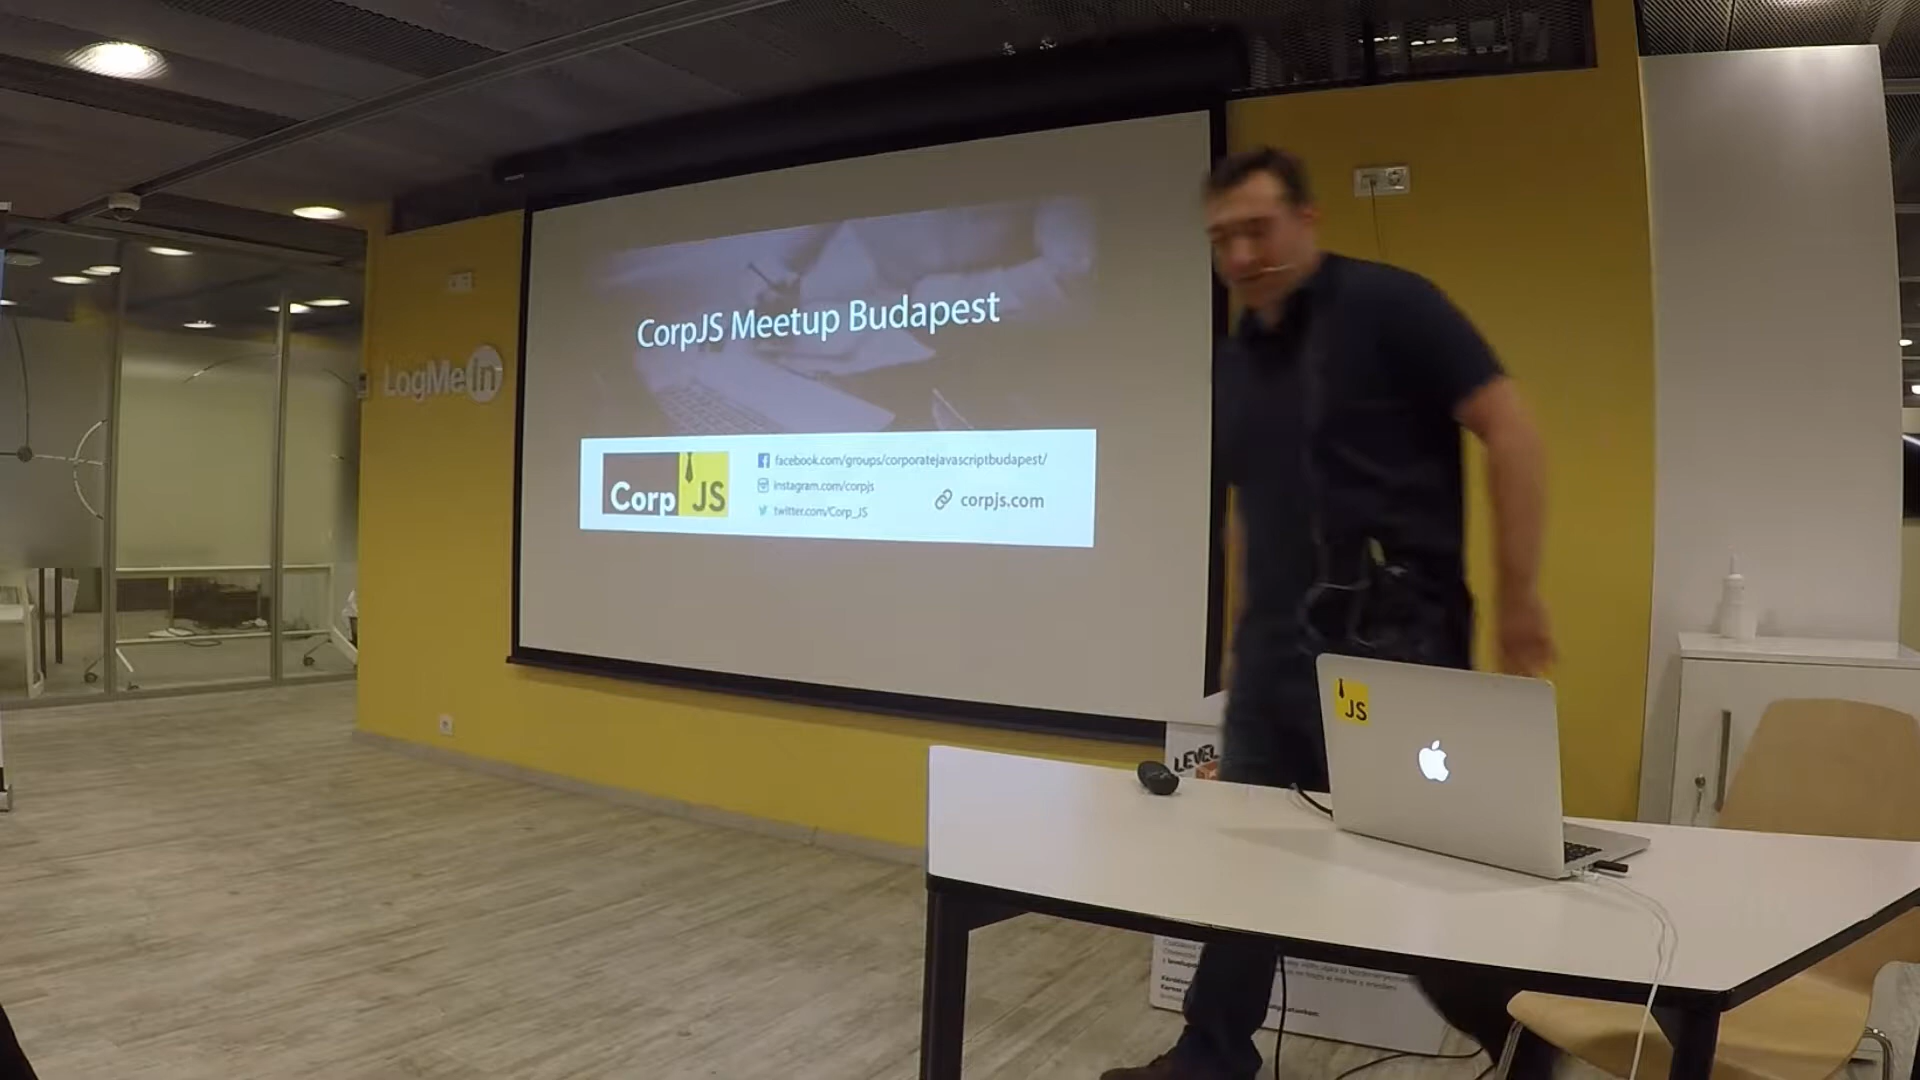 LogMeIn
CorpJS Meetup Budapest
Corp JS
facebook.com/groups/corporatejavascriptbudapest/
instagram.com/corpjs
twitter.com/Corp_JS
corpjs.com
JS
LEVEL